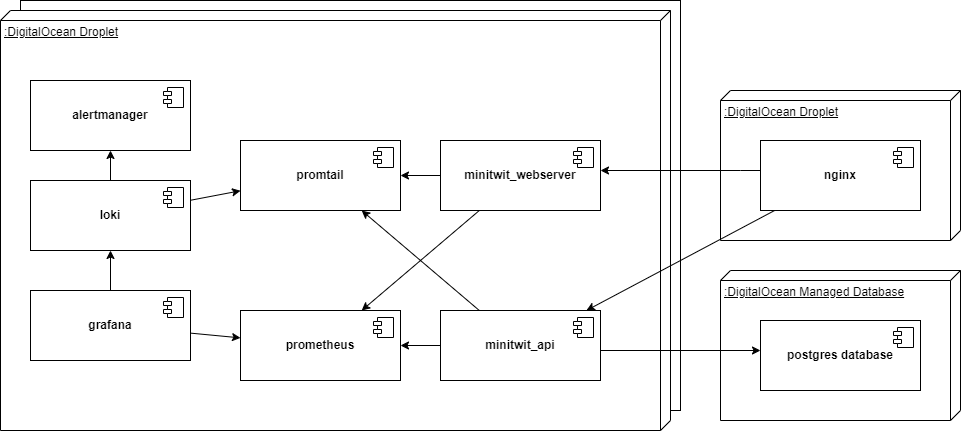 :DigitalOcean Droplet
alertmanager
promtail
minitwit_webserver
loki
grafana
prometheus
minitwit_api
:DigitalOcean Droplet
nginx
:DigitalOcean Managed Database
postgres database